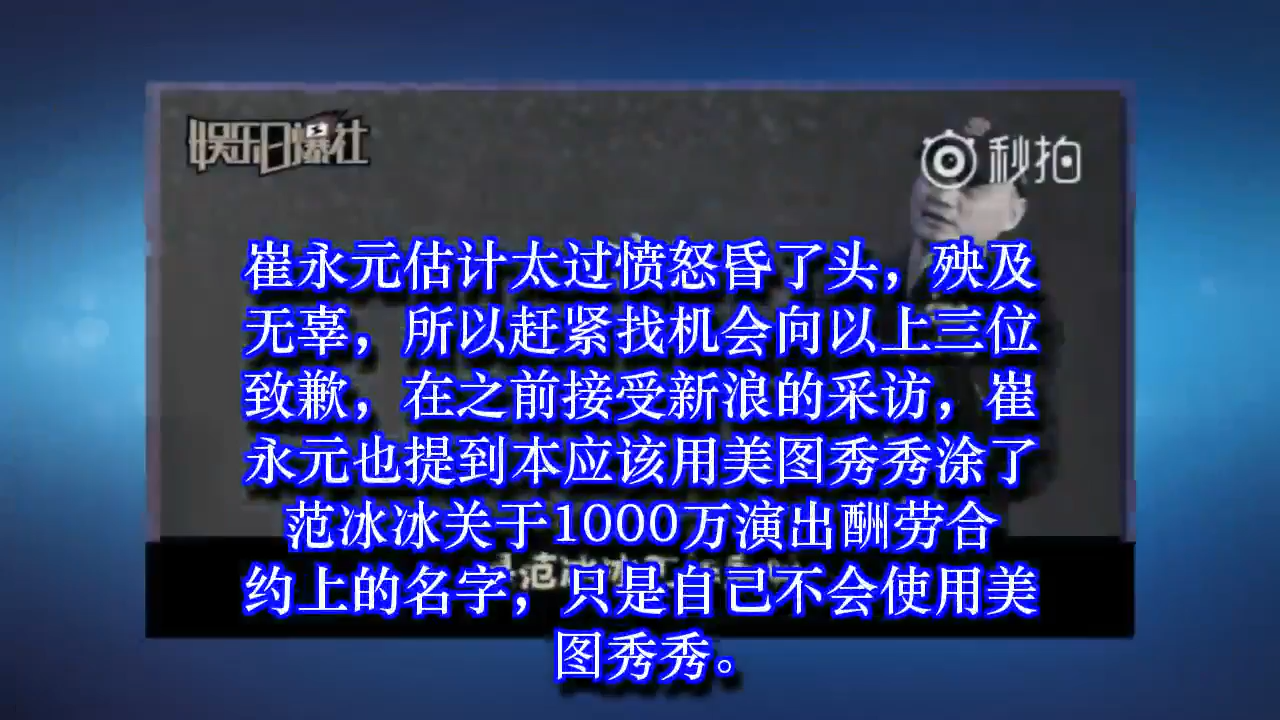 娱乐日爆社
秒拍
崔永元估计太过愤怒昏了头，殃及
无辜，所以赶紧找机会向以上三位
致歉，在之前接受新浪的采访，崔
永元也提到本应该用美图秀秀涂了
范冰冰关于1000万演出酬劳合
约上的名字，只是自己不会使用美
图秀秀。